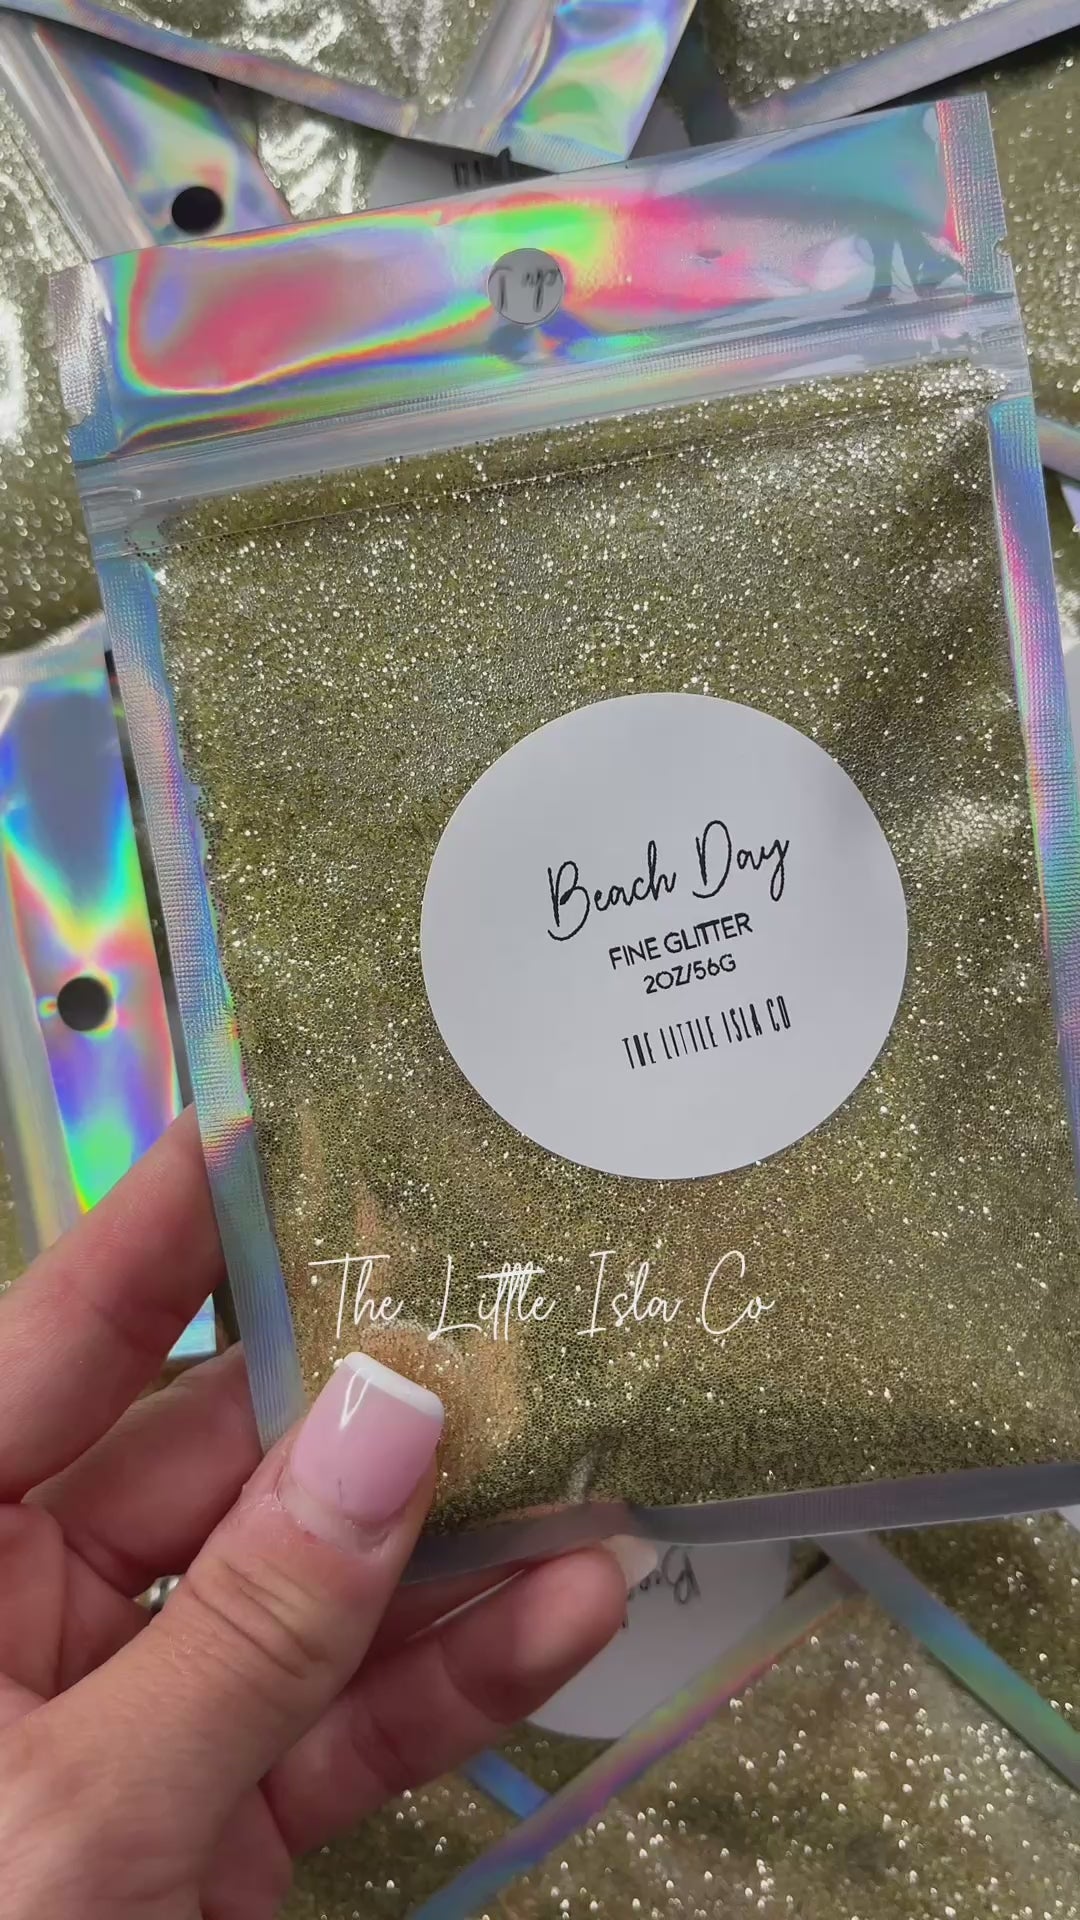 Beach Day
FINE GLITTER
2OZ/56G
THE LITTLE ISLA CO
The Little Isla Co